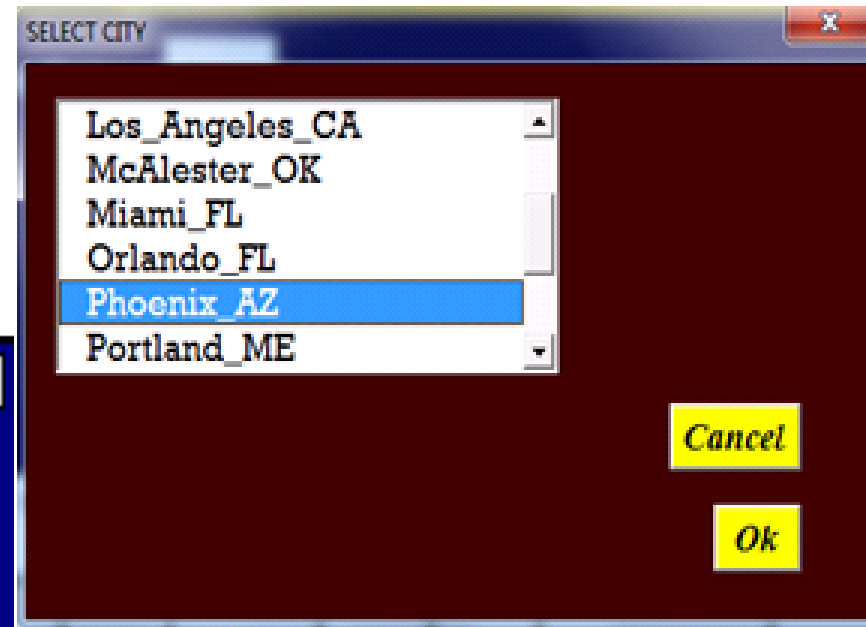 SELECT CITY
Los_Angeles_CA
McAlester_OK
Miami_FL
Orlando_FL
Phoenix_AZ
Portland_ME
Cancel
Ok